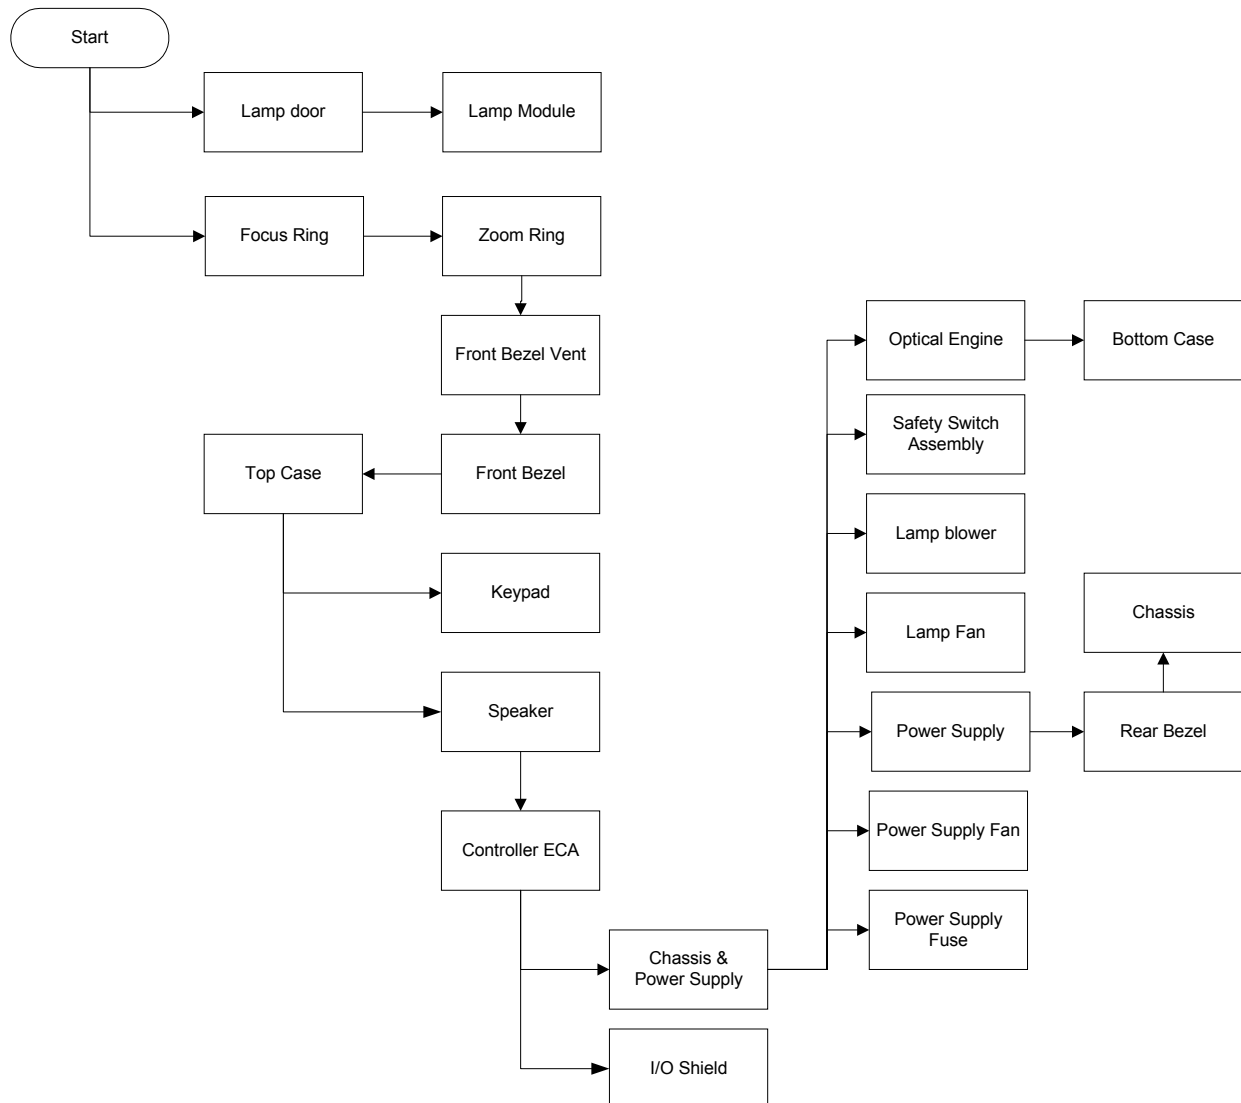 Start
Lamp door
Lamp Module
Focus Ring
Zoom Ring
Front Bezel Vent
Optical Engine
Bottom Case
Safety Switch
Assembly
Top Case
Front Bezel
Lamp blower
Keypad
Chassis
Lamp Fan
Speaker
Power Supply
Rear Bezel
Controller ECA
Power Supply Fan
Power Supply
Fuse
Chassis &
Power Supply
I/O Shield